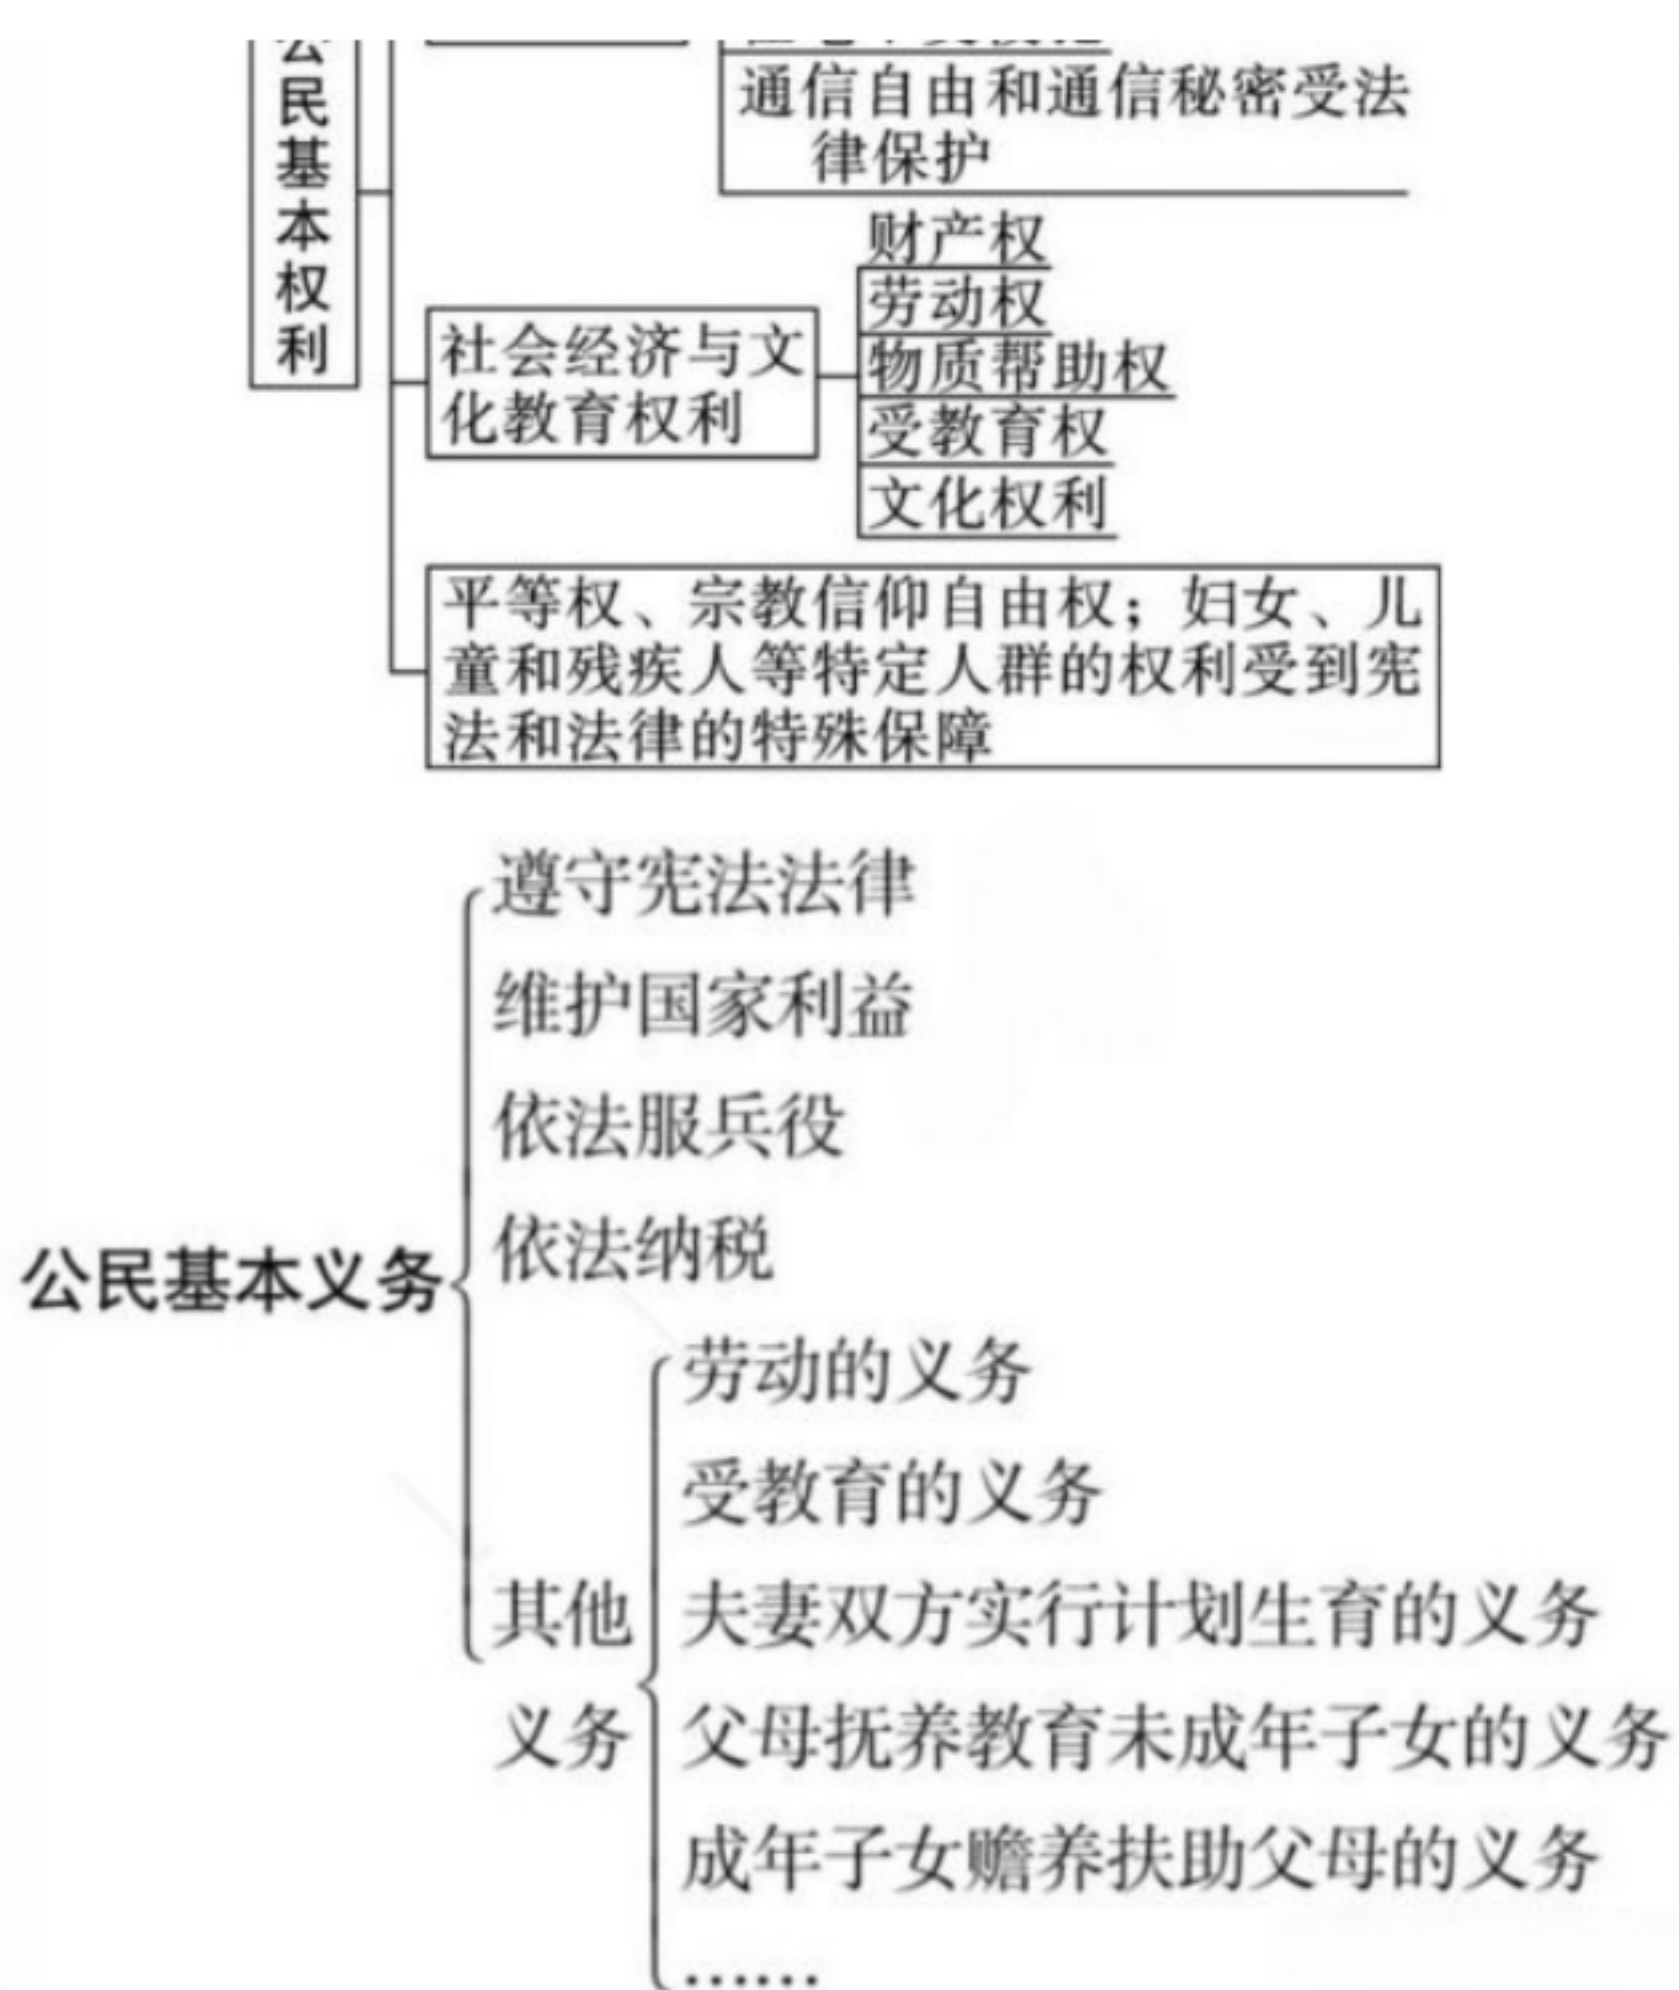 公民基本权利
通信自由和通信秘密受法
律保护
财产权
劳动权
物质帮助权
受教育权
文化权利
社会经济与文
化教育权利
平等权、宗教信仰自由权；妇女、儿
童和残疾人等特定人群的权利受到宪
法和法律的特殊保障
公民基本义务
遵守宪法法律
维护国家利益
依法服兵役
依法纳税
其他
义务
劳动的义务
受教育的义务
夫妻双方实行计划生育的义务
父母抚养教育未成年子女的义务
成年子女赡养扶助父母的义务
……